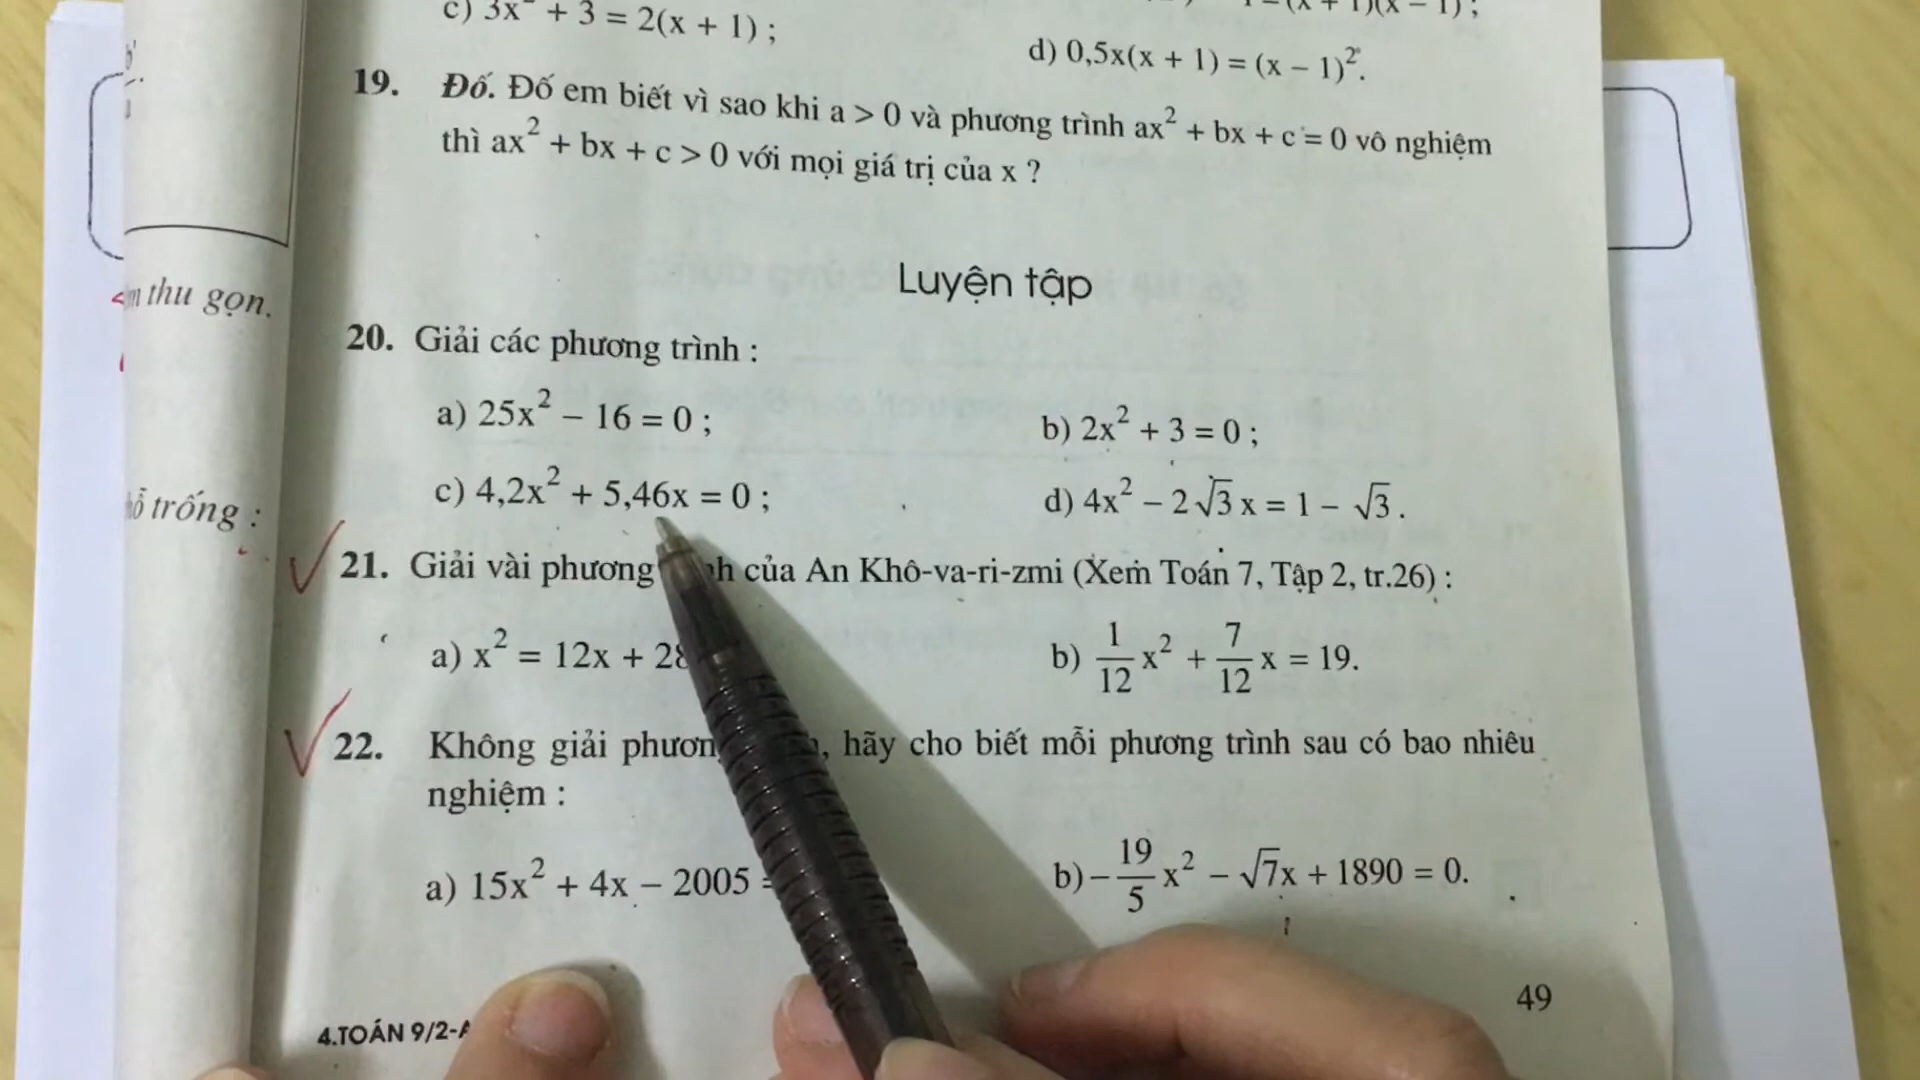 c) 3x² + 3 = 2(x + 1) ;
(x + 1)(x − 1) ;
d) 0,5x(x + 1) = (x − 1)².
19. Đố. Đố em biết vì sao khi a > 0 và phương trình ax² + bx + c = 0 vô nghiệm
thì ax² + bx + c > 0 với mọi giá trị của x ?
thu gọn.
trống :
Luyện tập
20. Giải các phương trình :
a) 25x² − 16 = 0 ;
b) 2x² + 3 = 0 ;
c) 4,2x² + 5,46x = 0 ;
d) 4x² − 2√3 x = 1 − √3 .
21. Giải vài phương của An Khô-va-ri-zmi (Xem Toán 7, Tập 2, tr.26) :
a) x² = 12x + 28
b) 1/12 x² + 7/12 x = 19.
22. Không giải phương , hãy cho biết mỗi phương trình sau có bao nhiêu
nghiệm :
a) 15x² + 4x − 2005 =
b) − 19/5 x² − √7x + 1890 = 0.
49
4.TOÁN 9/2-A